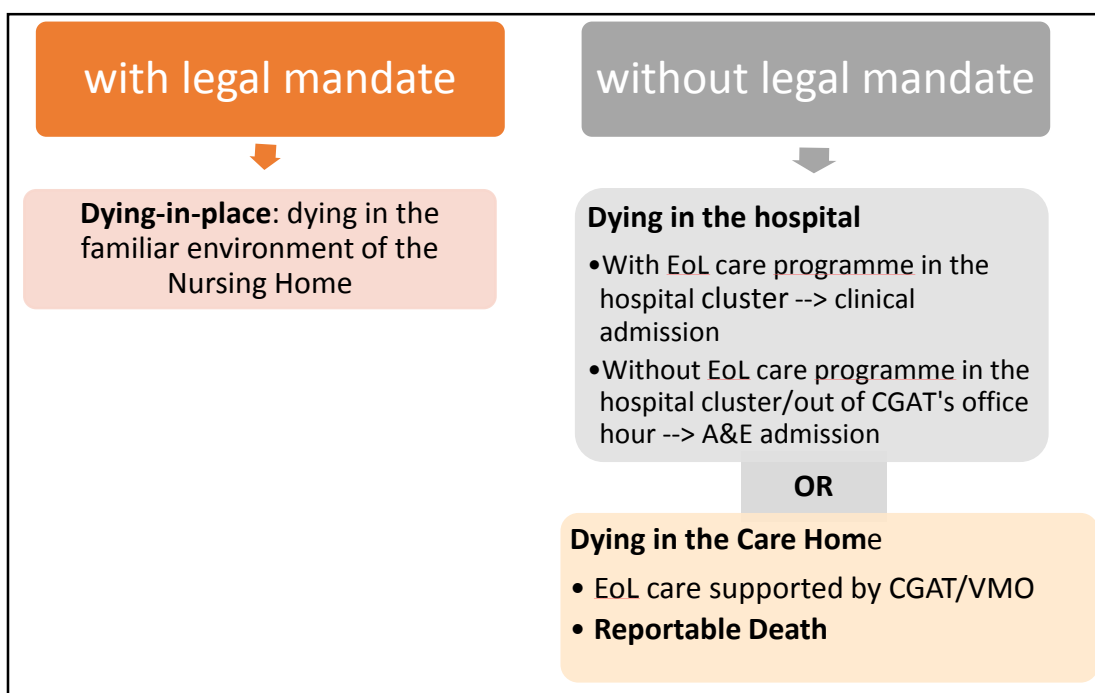 with legal mandate
Dying-in-place: dying in the
familiar environment of the
Nursing Home
without legal mandate
Dying in the hospital
•With EoL care programme in the
hospital cluster --> clinical
admission
•Without EoL care programme in the
hospital cluster/out of CGAT's office
hour --> A&E admission
OR
Dying in the Care Home
• EoL care supported by CGAT/VMO
• Reportable Death